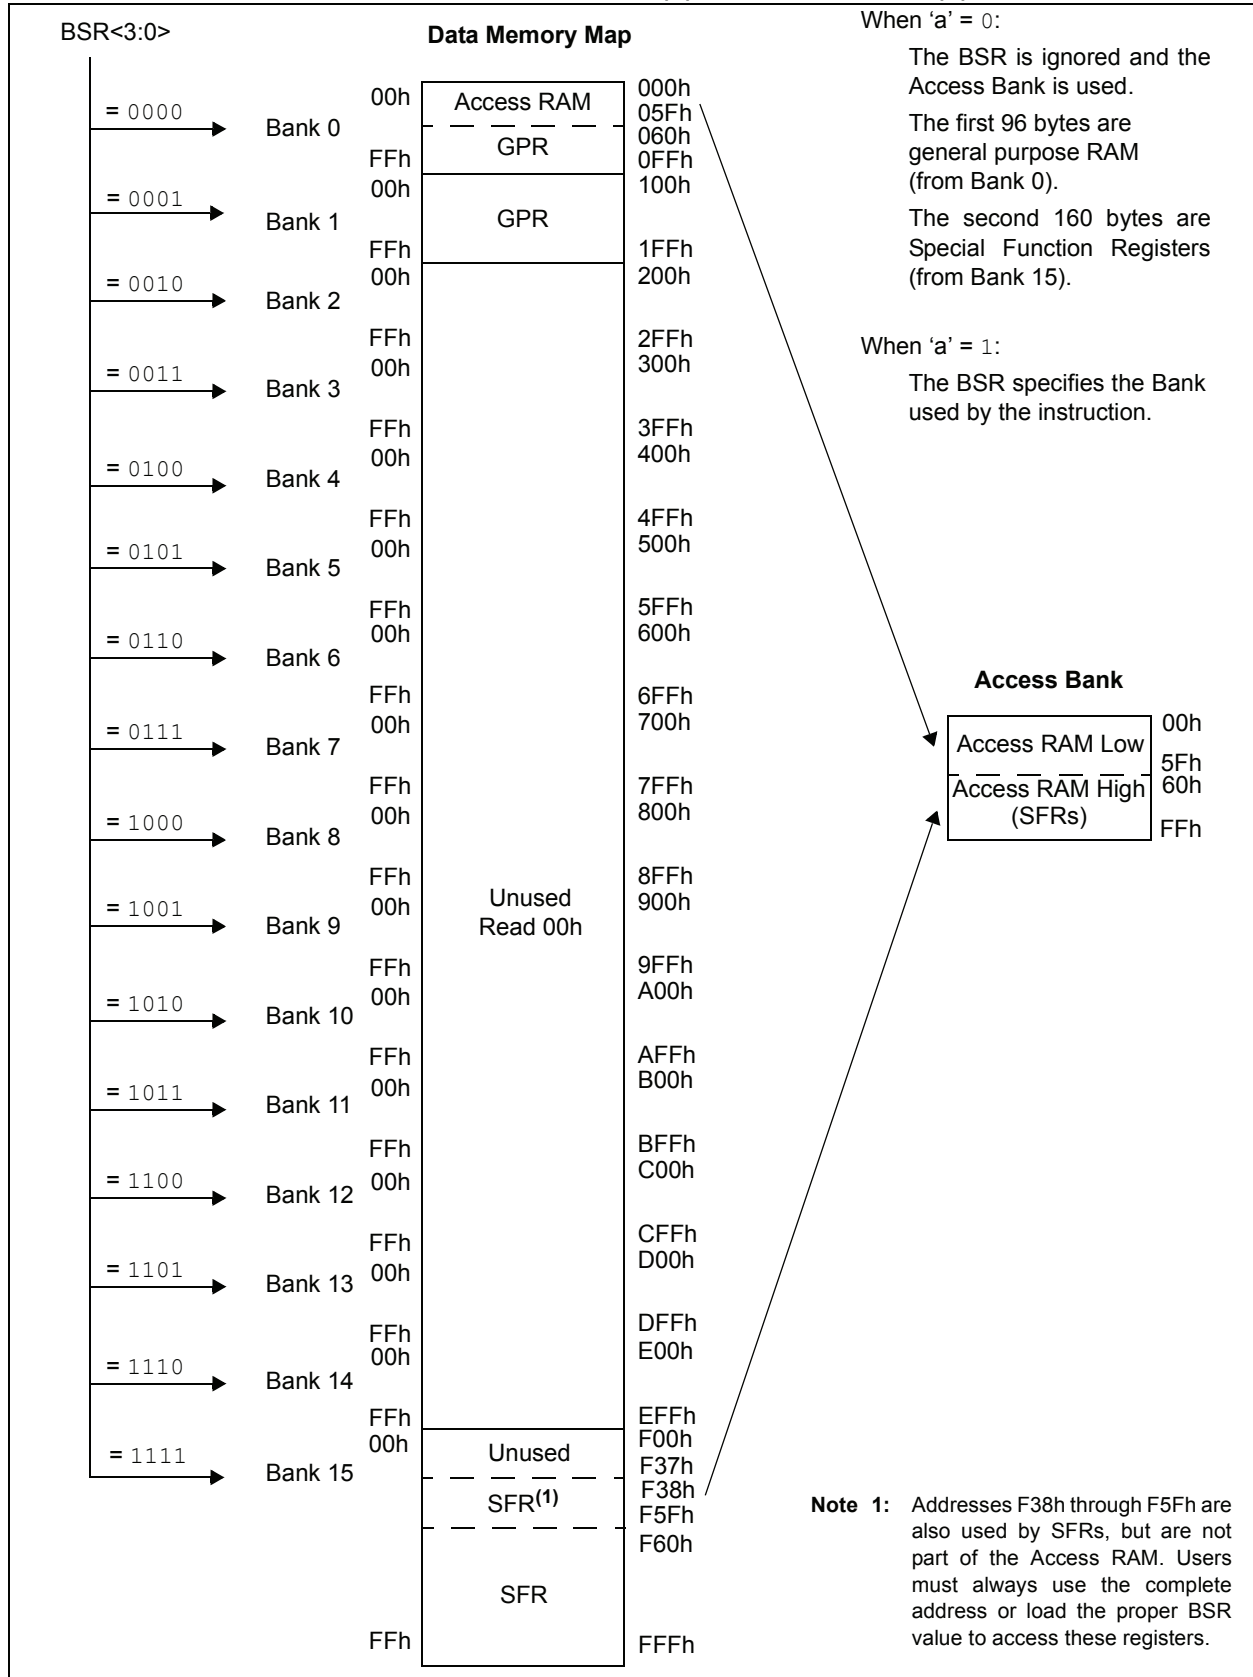 BSR<3:0>
Data Memory Map
When ‘a’ = 0:
The BSR is ignored and the
Access Bank is used.
The first 96 bytes are
general purpose RAM
(from Bank 0).
The second 160 bytes are
Special Function Registers
(from Bank 15).
When ‘a’ = 1:
The BSR specifies the Bank
used by the instruction.
= 0000
Bank 0
00h
FFh
Access RAM
GPR
000h
05Fh
060h
0FFh
= 0001
Bank 1
00h
FFh
GPR
100h
1FFh
= 0010
Bank 2
00h
FFh
200h
2FFh
= 0011
Bank 3
00h
FFh
300h
3FFh
= 0100
Bank 4
00h
FFh
400h
4FFh
= 0101
Bank 5
00h
FFh
500h
5FFh
= 0110
Bank 6
00h
FFh
600h
6FFh
= 0111
Bank 7
00h
FFh
700h
7FFh
= 1000
Bank 8
00h
FFh
800h
8FFh
= 1001
Bank 9
00h
FFh
Unused
Read 00h
900h
9FFh
= 1010
Bank 10
00h
FFh
A00h
AFFh
= 1011
Bank 11
00h
FFh
B00h
BFFh
= 1100
Bank 12
00h
FFh
C00h
CFFh
= 1101
Bank 13
00h
FFh
D00h
DFFh
= 1110
Bank 14
00h
FFh
E00h
EFFh
= 1111
Bank 15
00h
FFh
Unused
SFR(1)
SFR
F00h
F37h
F38h
F5Fh
F60h
FFFh
Access Bank
Access RAM Low
Access RAM High
(SFRs)
00h
5Fh
60h
FFh
Note 1: Addresses F38h through F5Fh are
also used by SFRs, but are not
part of the Access RAM. Users
must always use the complete
address or load the proper BSR
value to access these registers.